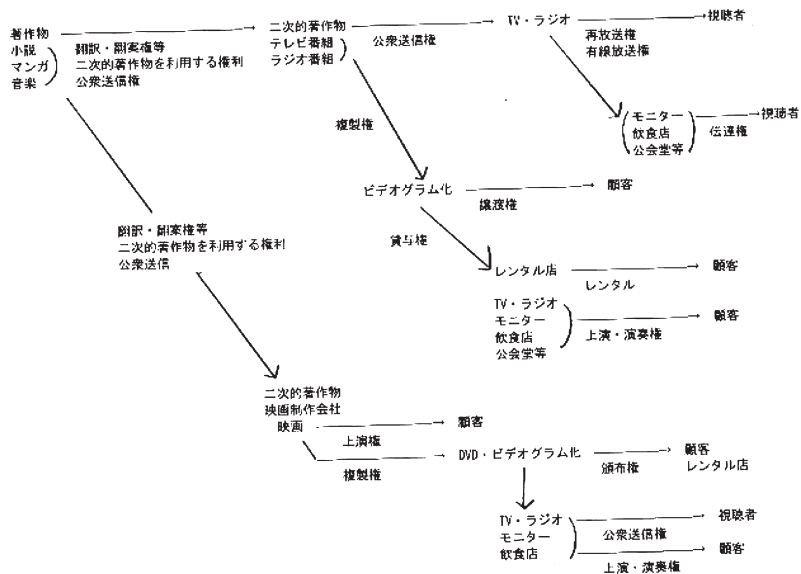 著作物
小説
マンガ
音楽
翻訳・翻案権等
二次的著作物を利用する権利
公衆送信権
二次的著作物
テレビ番組
ラジオ番組
公衆送信権
TV・ラジオ
再放送権
有線放送権
視聴者
モニター
飲食店
公会堂等
伝達権
視聴者
複製権
ビデオグラム化
譲渡権
顧客
貸与権
レンタル店
レンタル
顧客
TV・ラジオ
モニター
飲食店
公会堂等
上演・演奏権
顧客
翻訳・翻案権等
二次的著作物を利用する権利
公衆送信
二次的著作物
映画制作会社
映画
上演権
顧客
複製権
DVD・ビデオグラム化
頒布権
顧客
レンタル店
TV・ラジオ
モニター
飲食店
公衆送信権
視聴者
上演・演奏権
顧客